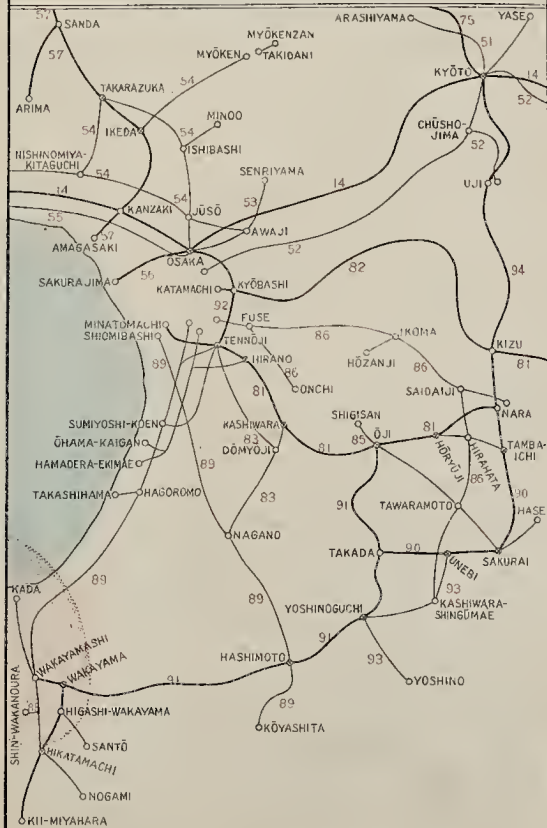 57
SANDA
57
ARIMA
TAKARAZUKA
54
IKEDA
NISHINOMIYA-
KITAGUCHI
54
MYŌKENZAN
TAKIDANI
MYŌKEN
54
MINOO
54
ISHIBASHI
54
SENRIYAMA
53
JŪSŌ
AWAJI
ARASHIYAMA
75
51
YASE
KYŌTO
14
52
CHŪSHO-
JIMA
52
UJI
14
52
14
55
KANZAKI
AMAGASAKI
57
ŌSAKA
SAKURAJIMA
56
KATAMACHI
KYŌBASHI
82
94
92
KIZU
81
MINATOMACHI
SHIOMIBASHI
FUSE
TENNŌJI
86
IKOMA
HŌZANJI
86
SAIDAIJI
NARA
89
HIRANO
86
ONCHI
81
SUMIYOSHI-KOEN
ŌHAMA-KAIGAN
HAMADERA-EKIMAE
KASHIWARA
83
DŌMYOJI
SHIGISAN
85
ŌJI
81
81
HŌRYŪJI
HIRAHATA
TAMBA-
ICHI
TAKASHIHAMA
HAGOROMO
89
83
86
90
TAWARAMOTO
HASE
NAGANO
91
TAKADA
90
UNEBI
SAKURAI
KADA
89
89
93
KASHIWARA-
SHINGŪMAE
YOSHINOGUCHI
91
93
YOSHINO
HASHIMOTO
WAKAYAMASHI
WAKAYAMA
91
89
KŌYASHITA
SHIN-WAKANOURA
HIGASHI-WAKAYAMA
SANTŌ
HIKATAMACHI
NOGAMI
KII-MIYAHARA